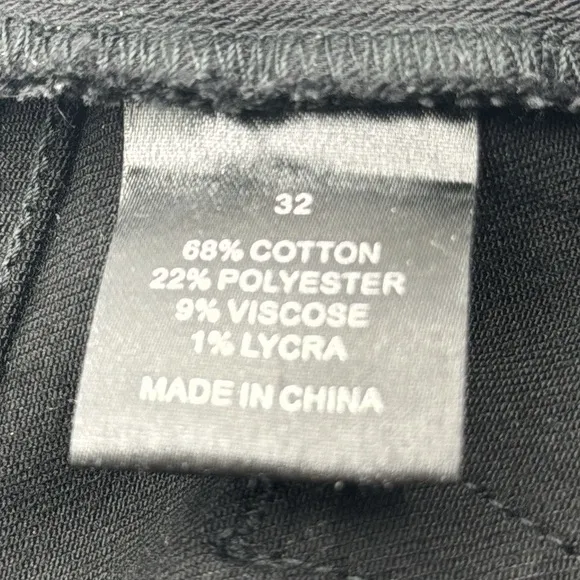 32
68% COTTON
22% POLYESTER
9% VISCOSE
1% LYCRA
MADE IN CHINA